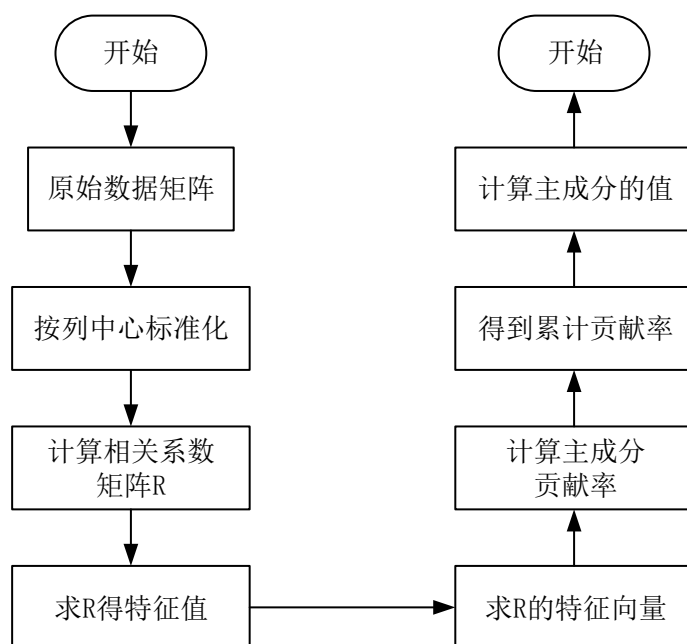 开始
原始数据矩阵
按列中心标准化
计算相关系数
矩阵R
求R得特征值
求R的特征向量
计算主成分
贡献率
得到累计贡献率
计算主成分的值
开始